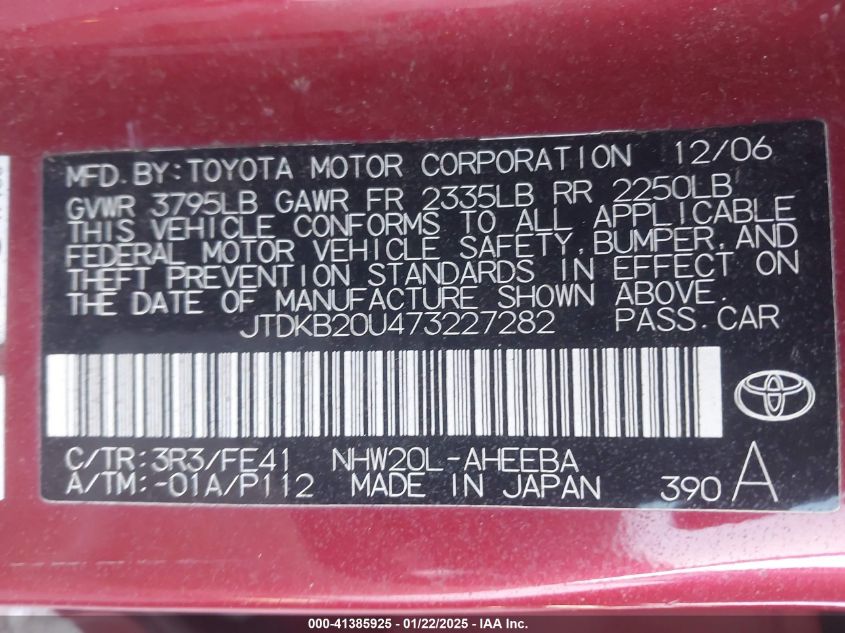 MFD.BY:TOYOTA MOTOR CORPORATION 12/06
GVWR 3795LB GAWR FR 2335LB RR 2250LB
THIS VEHICLE CONFORMS TO ALL APPLICABLE
FEDERAL MOTOR VEHICLE SAFETY,BUMPER,AND
THEFT PREVENTION STANDARDS IN EFFECT ON
THE DATE OF MANUFACTURE SHOWN ABOVE.
JTDKB20U473227282 PASS.CAR
C/TR:3R3/FE41 NHW20L-AHEEBA
A/TM:-01A/P112 MADE IN JAPAN 390 A
000-41385925 - 01/22/2025 - IAA Inc.